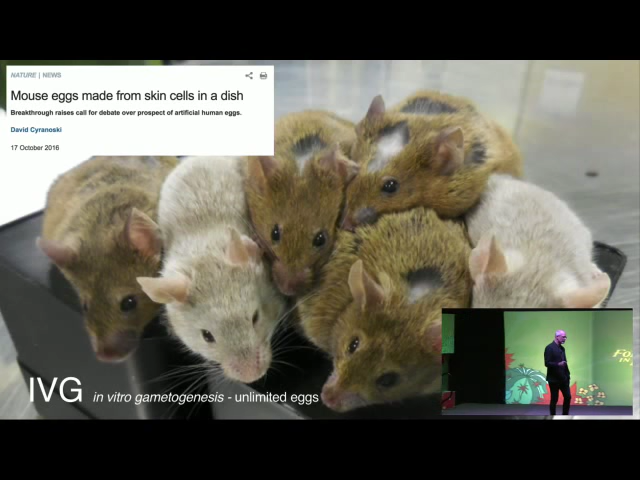 NATURE | NEWS
Mouse eggs made from skin cells in a dish
Breakthrough raises call for debate over prospect of artificial human eggs.
David Cyranoski
17 October 2016
IVG in vitro gametogenesis - unlimited eggs